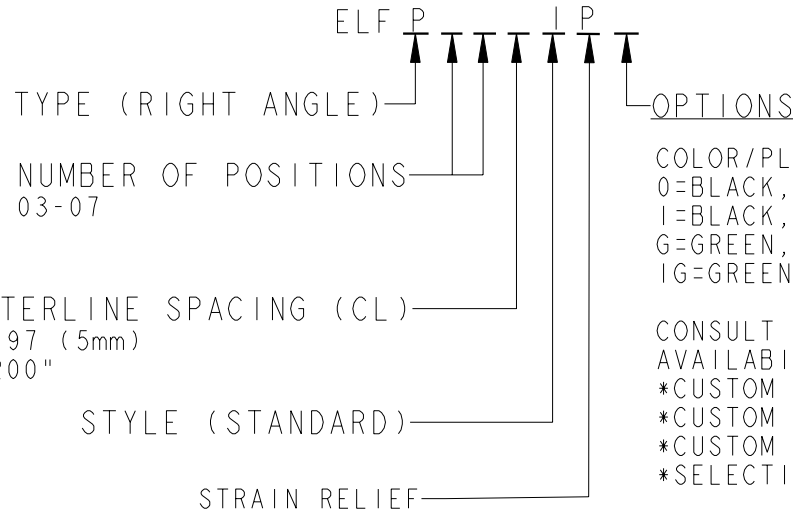 ELF P I P
TYPE (RIGHT ANGLE)
OPTIONS
NUMBER OF POSITIONS
03-07
COLOR/PL
0=BLACK,
I=BLACK,
G=GREEN,
IG=GREEN
TERLINE SPACING (CL)
97 (5mm)
200"
CONSULT
AVAILABI
*CUSTOM
*CUSTOM
*CUSTOM
*SELECTI
STYLE (STANDARD)
STRAIN RELIEF